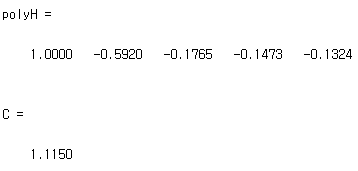 polyH =
1.0000 -0.5920 -0.1765 -0.1473 -0.1324
C =
1.1150